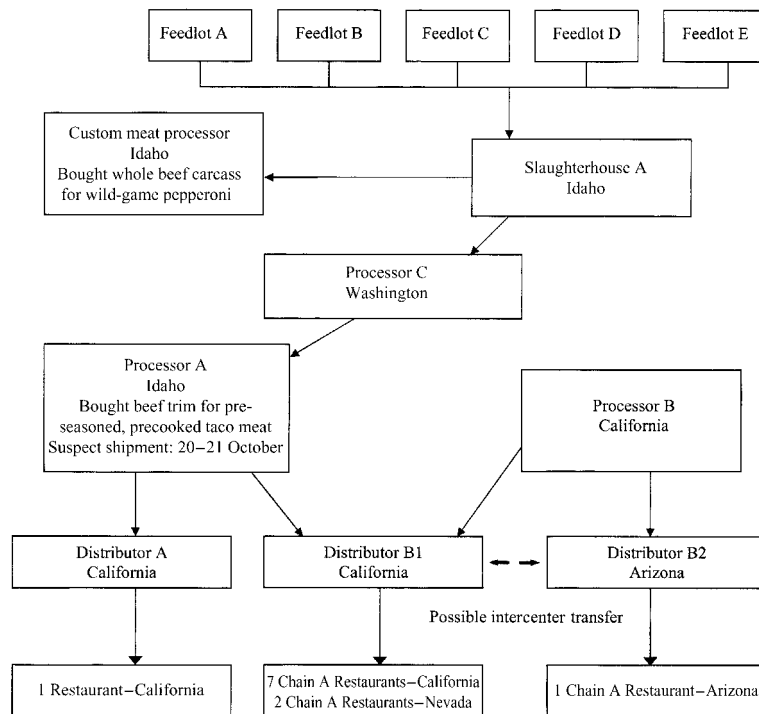 Feedlot A
Feedlot B
Feedlot C
Feedlot D
Feedlot E
Custom meat processor
Idaho
Bought whole beef carcass
for wild-game pepperoni
Slaughterhouse A
Idaho
Processor C
Washington
Processor A
Idaho
Bought beef trim for pre-
seasoned, precooked taco meat
Suspect shipment: 20–21 October
Processor B
California
Distributor A
California
Distributor B1
California
Distributor B2
Arizona
Possible intercenter transfer
1 Restaurant–California
7 Chain A Restaurants–California
2 Chain A Restaurants–Nevada
1 Chain A Restaurant–Arizona